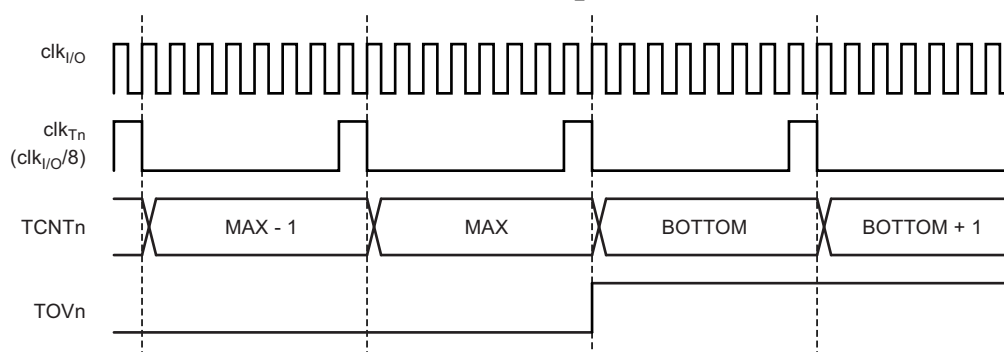 clkI/O
clkTn
(clkI/O/8)
TCNTn
MAX - 1
MAX
BOTTOM
BOTTOM + 1
TOVn